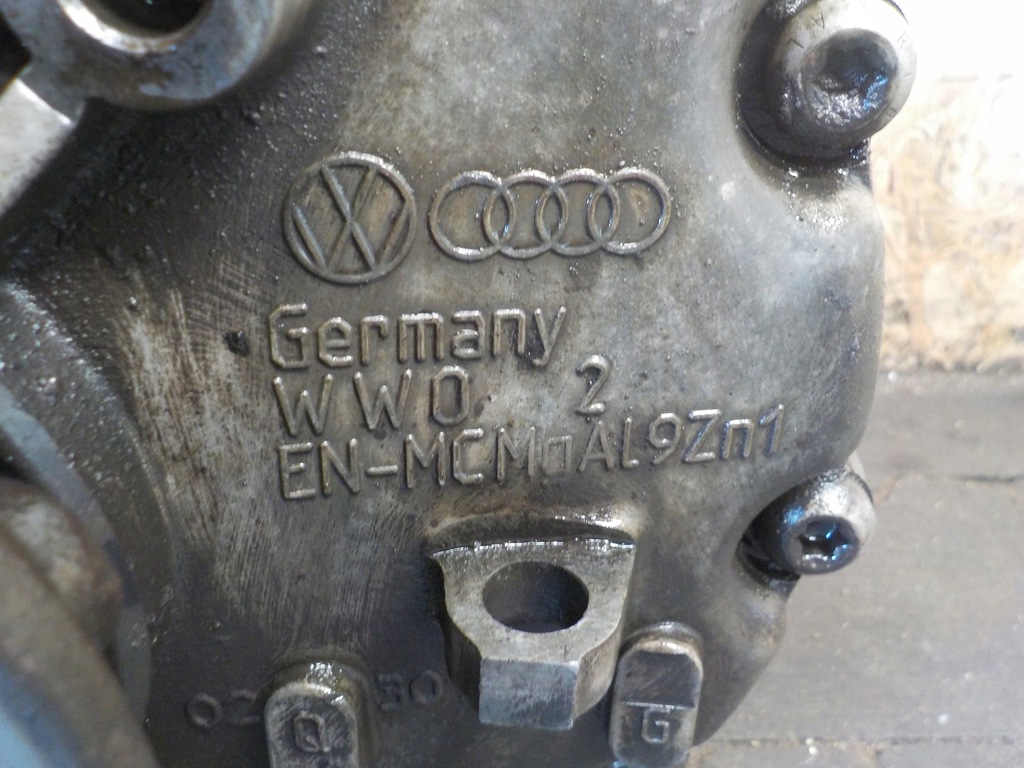 Germany
WWO 2
EN-MCMgAl9Zn1
Q
G